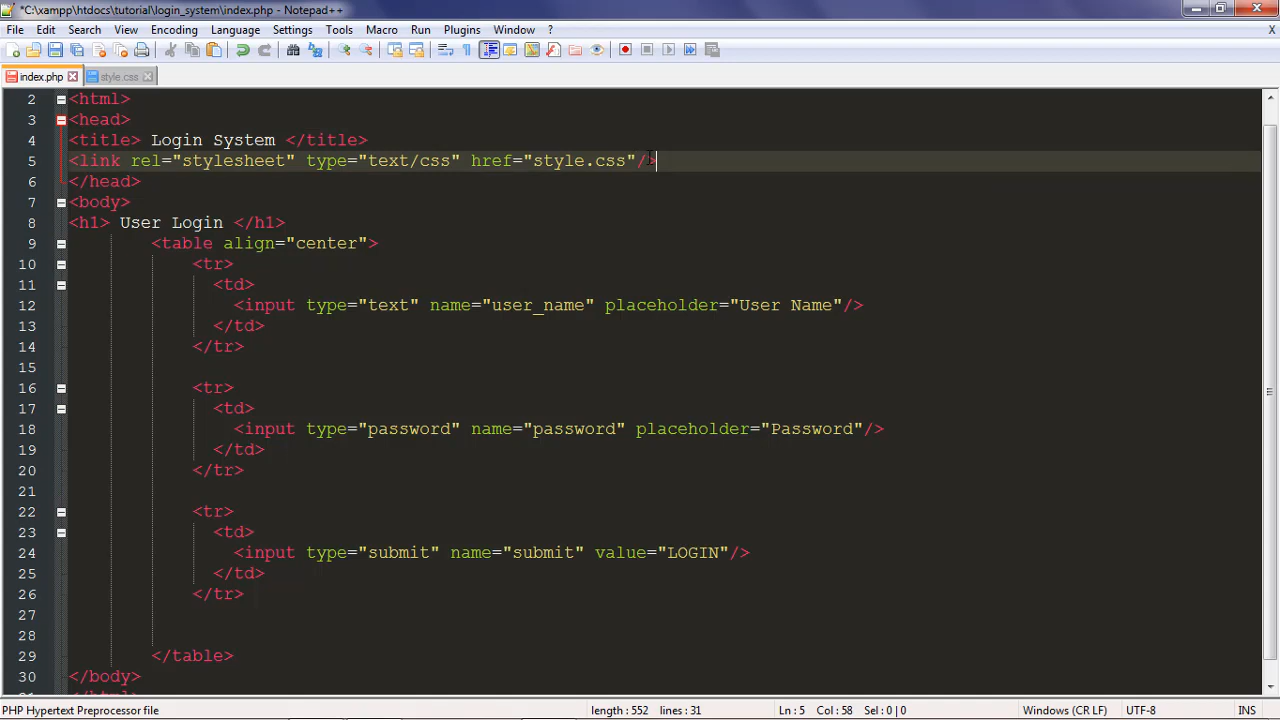 *C:\xampp\htdocs\tutorial\login_system\index.php - Notepad++
File Edit Search View Encoding Language Settings Tools Macro Run Plugins Window ? X
index.php style.css
2 <html>
3 <head>
4 <title> Login System </title>
5 <link rel="stylesheet" type="text/css" href="style.css"/>
6 </head>
7 <body>
8 <h1> User Login </h1>
9 <table align="center">
10 <tr>
11 <td>
12 <input type="text" name="user_name" placeholder="User Name"/>
13 </td>
14 </tr>
15
16 <tr>
17 <td>
18 <input type="password" name="password" placeholder="Password"/>
19 </td>
20 </tr>
21
22 <tr>
23 <td>
24 <input type="submit" name="submit" value="LOGIN"/>
25 </td>
26 </tr>
27
28
29 </table>
30 </body>
31 </html>
PHP Hypertext Preprocessor file length : 552 lines : 31 Ln : 5 Col : 58 Sel : 0 | 0 Windows (CR LF) UTF-8 INS